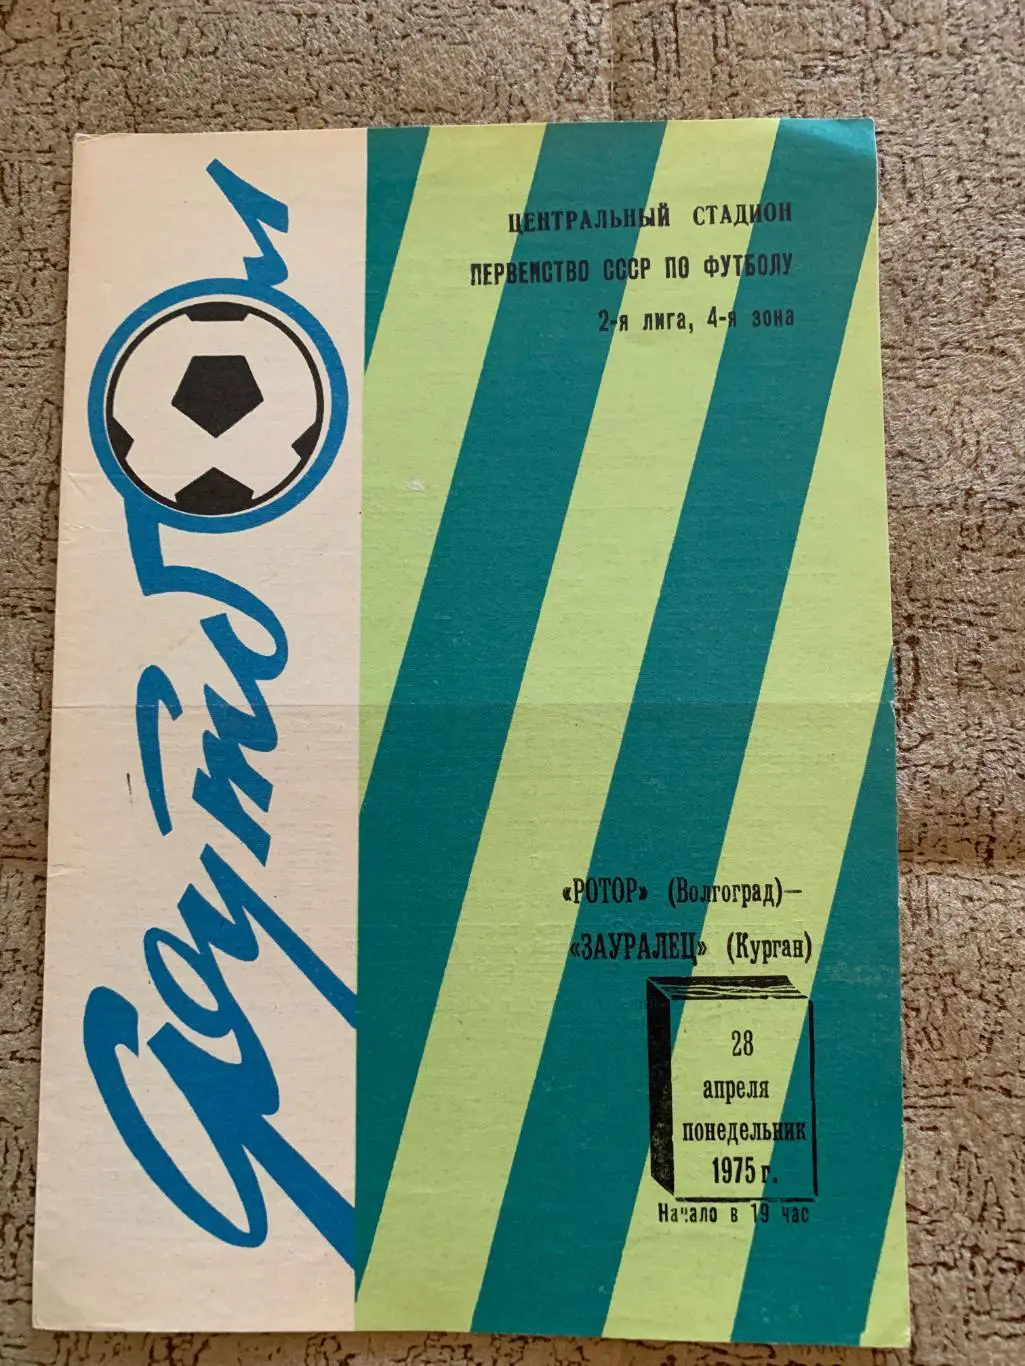 Футбол
ЦЕНТРАЛЬНЫЙ СТАДИОН
ПЕРВЕНСТВО СССР ПО ФУТБОЛУ
2-я лига, 4-я зона
«РОТОР» (Волгоград)—
«ЗАУРАЛЕЦ» (Курган)
28
апреля
понедельник
1975 г.
Начало в 19 час